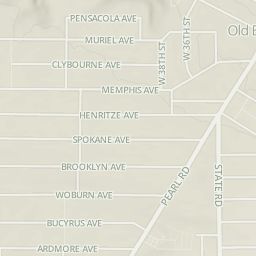 PENSACOLA AVE
MURIEL AVE
W 38TH ST
W 36TH ST
Old B
CLYBOURNE AVE
MEMPHIS AVE
HENRITZE AVE
SPOKANE AVE
BROOKLYN AVE
PEARL RD
STATE RD
WOBURN AVE
BUCYRUS AVE
ARDMORE AVE